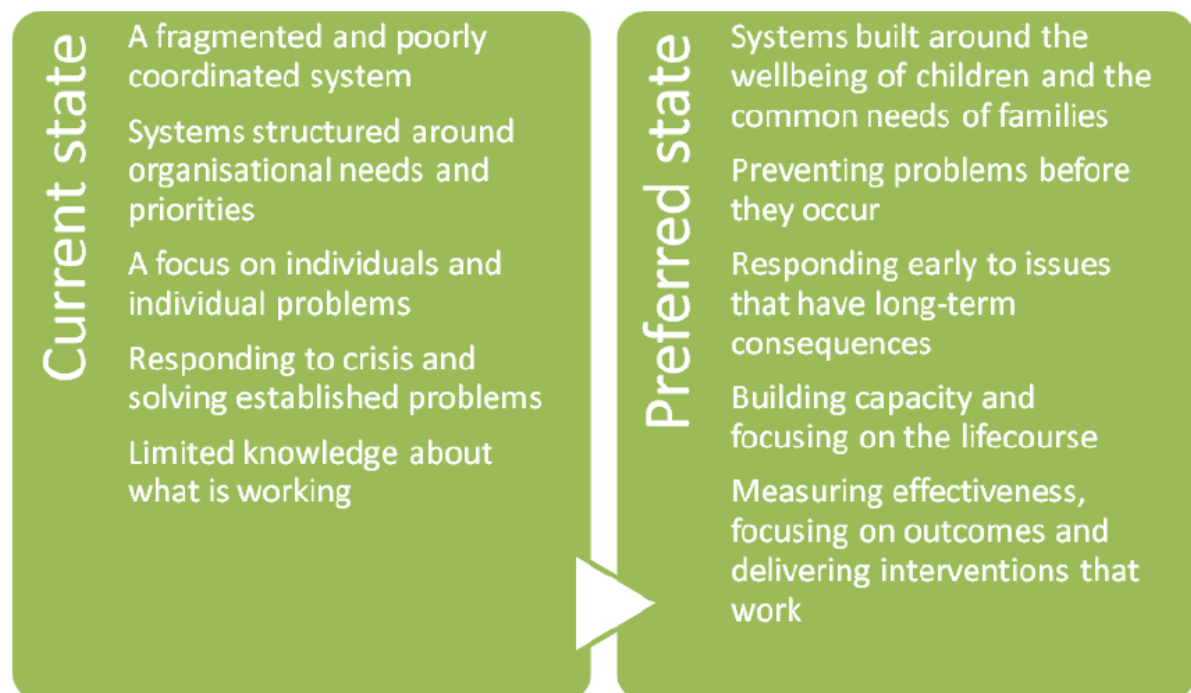 Current state
A fragmented and poorly
coordinated system
Systems structured around
organisational needs and
priorities
A focus on individuals and
individual problems
Responding to crisis and
solving established problems
Limited knowledge about
what is working
Preferred state
Systems built around the
wellbeing of children and the
common needs of families
Preventing problems before
they occur
Responding early to issues
that have long-term
consequences
Building capacity and
focusing on the lifecourse
Measuring effectiveness,
focusing on outcomes and
delivering interventions that
work